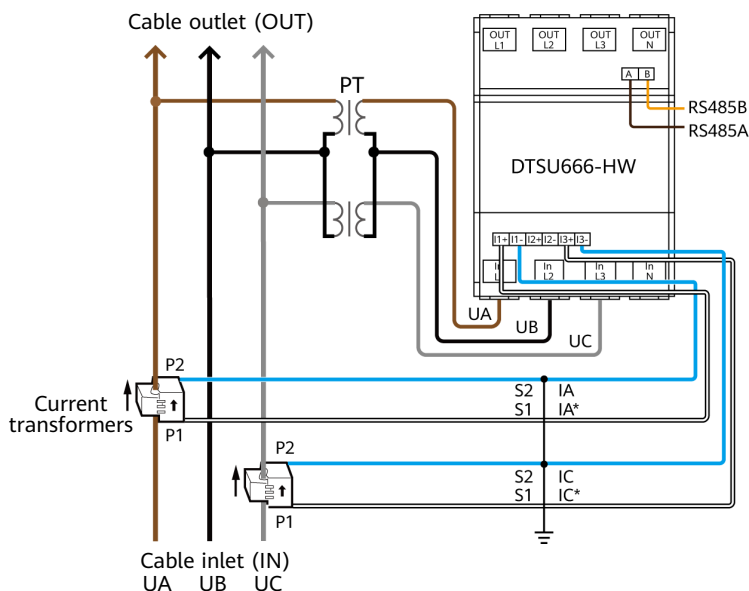 Cable outlet (OUT)
OUT L1
OUT L2
OUT L3
OUT N
A B
PT
RS485B
RS485A
DTSU666-HW
I1+ I1- I2+ I2- I3+ I3-
In L
In L2
In L3
In N
UA
UB
UC
P2
S2 IA
Current
transformers
S1 IA*
P1
P2
S2 IC
S1 IC*
P1
Cable inlet (IN)
UA UB UC